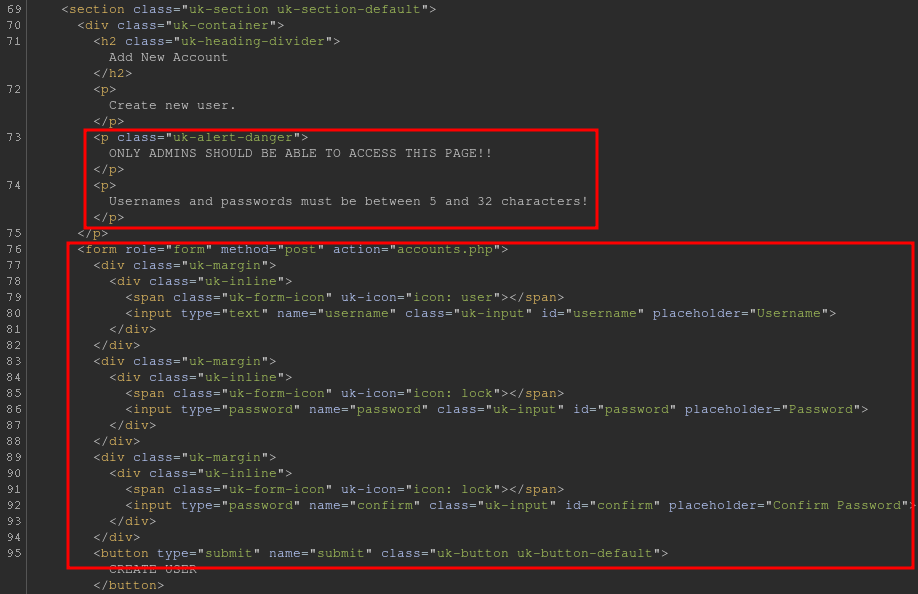 69 <section class="uk-section uk-section-default">
70 <div class="uk-container">
71 <h2 class="uk-heading-divider">
Add New Account
</h2>
72 <p>
Create new user.
</p>
73 <p class="uk-alert-danger">
ONLY ADMINS SHOULD BE ABLE TO ACCESS THIS PAGE!!
</p>
74 <p>
Usernames and passwords must be between 5 and 32 characters!
</p>
75 </p>
76 <form role="form" method="post" action="accounts.php">
77 <div class="uk-margin">
78 <div class="uk-inline">
79 <span class="uk-form-icon" uk-icon="icon: user"></span>
80 <input type="text" name="username" class="uk-input" id="username" placeholder="Username">
81 </div>
82 </div>
83 <div class="uk-margin">
84 <div class="uk-inline">
85 <span class="uk-form-icon" uk-icon="icon: lock"></span>
86 <input type="password" name="password" class="uk-input" id="password" placeholder="Password">
87 </div>
88 </div>
89 <div class="uk-margin">
90 <div class="uk-inline">
91 <span class="uk-form-icon" uk-icon="icon: lock"></span>
92 <input type="password" name="confirm" class="uk-input" id="confirm" placeholder="Confirm Password">
93 </div>
94 </div>
95 <button type="submit" name="submit" class="uk-button uk-button-default">
CREATE USER
</button>